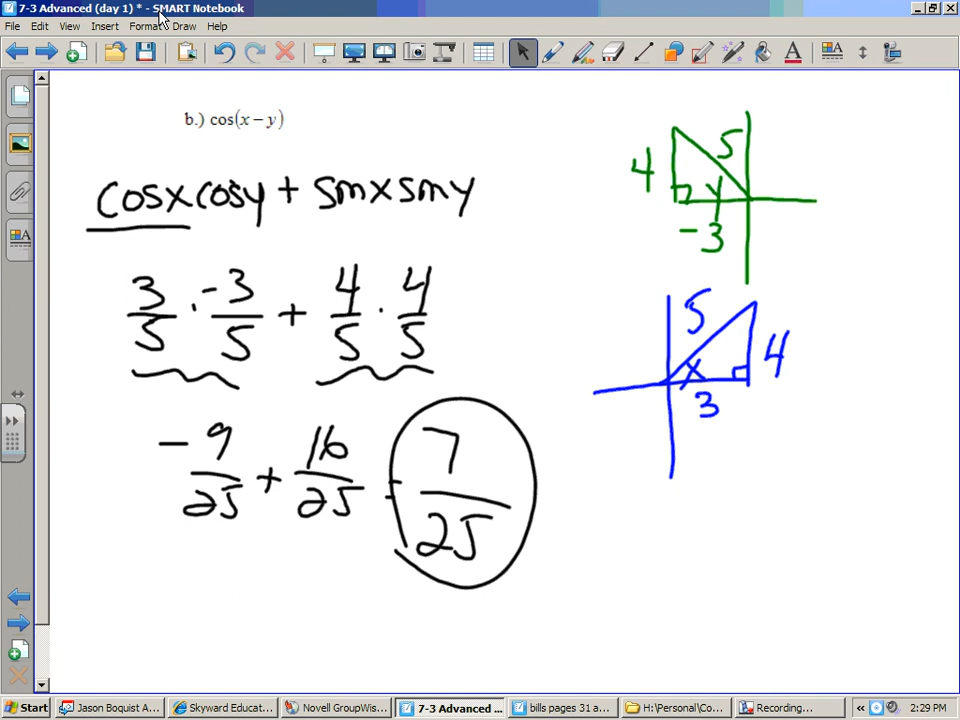 7-3 Advanced (day 1) * - SMART Notebook
File Edit View Insert Format Draw Help
b.) cos(x − y)
cosx cosy + sinx siny
3/5 · -3/5 + 4/5 · 4/5
-9/25 + 16/25 = 7/25
4 5
y
-3
5
4
x
3
Start Jason Boquist A... Skyward Educat... Novell GroupWis... 7-3 Advanced ... bills pages 31 a... H:\Personal\Co... Recording... « 2:29 PM